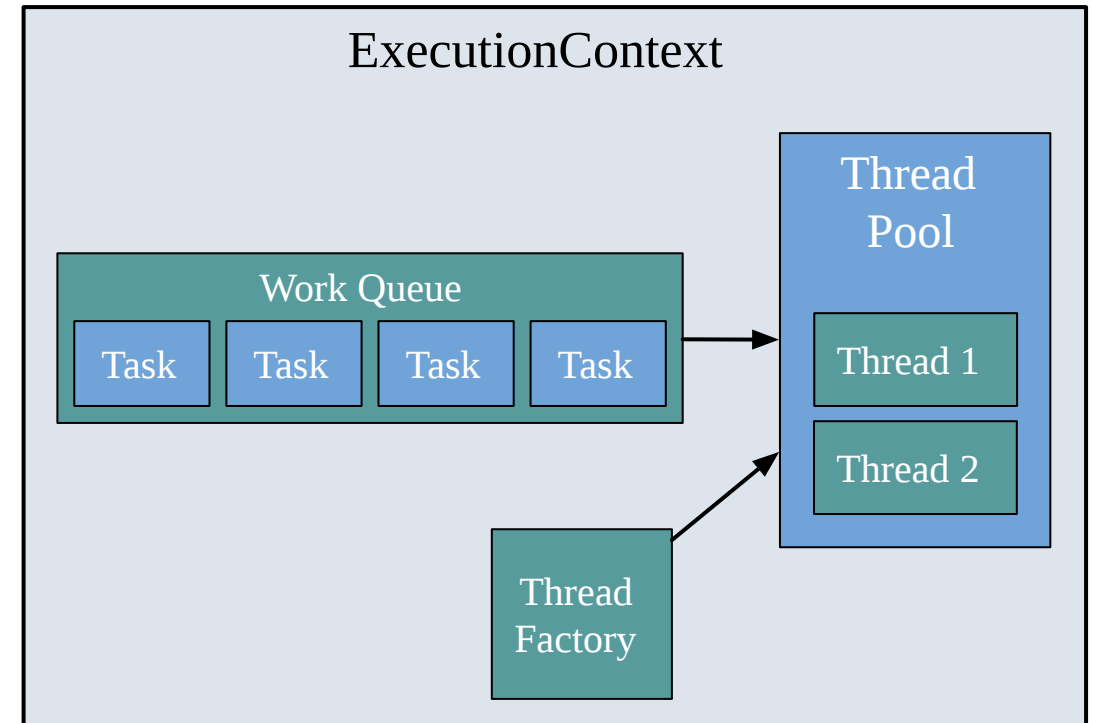 ExecutionContext
Thread
Pool
Work Queue
Task Task Task Task
Thread 1
Thread 2
Thread
Factory